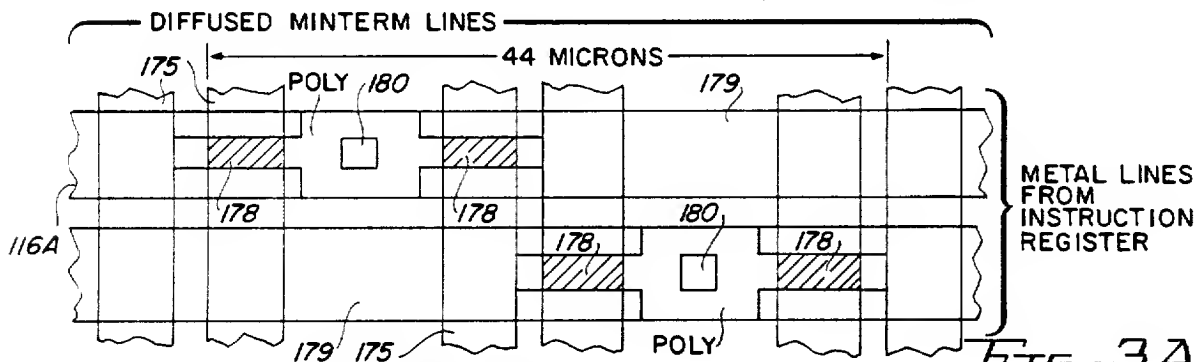 DIFFUSED MINTERM LINES
44 MICRONS
175
175
POLY
180
179
178
178
116A
180
178
178
METAL LINES
FROM
INSTRUCTION
REGISTER
179
175
POLY